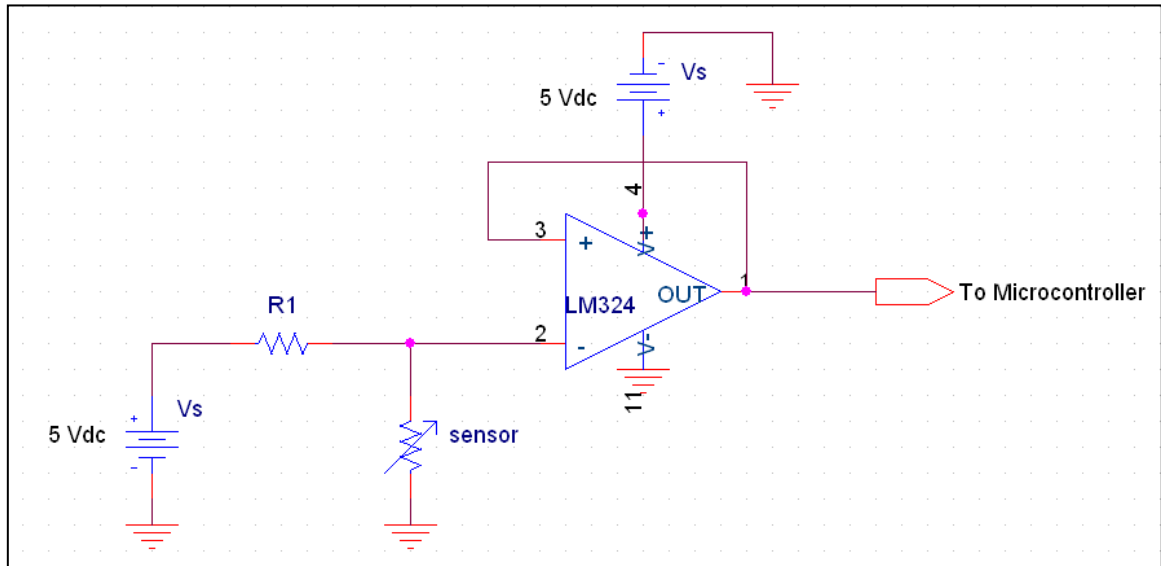 Vs
5 Vdc
4
3
+
V+
1
OUT
To Microcontroller
LM324
R1
2
-
V-
11
+
Vs
5 Vdc
-
sensor
-
+